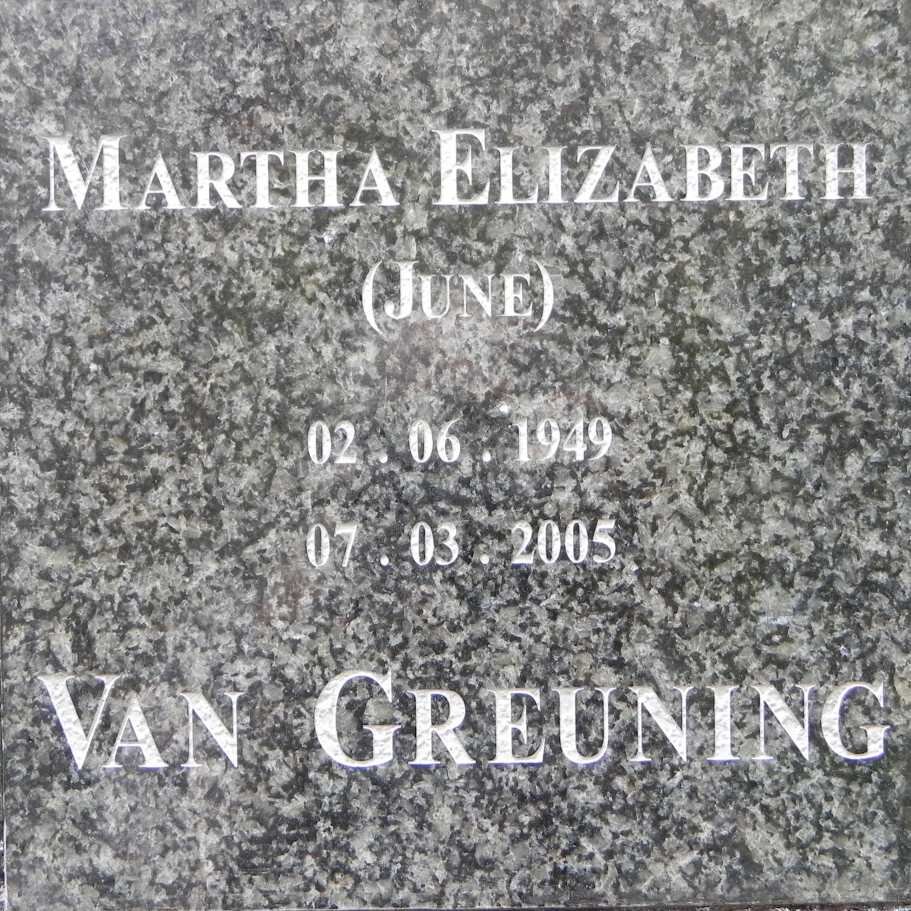 MARTHA ELIZABETH
(JUNE)
02 . 06 . 1949
07 . 03 . 2005
VAN GREUNING